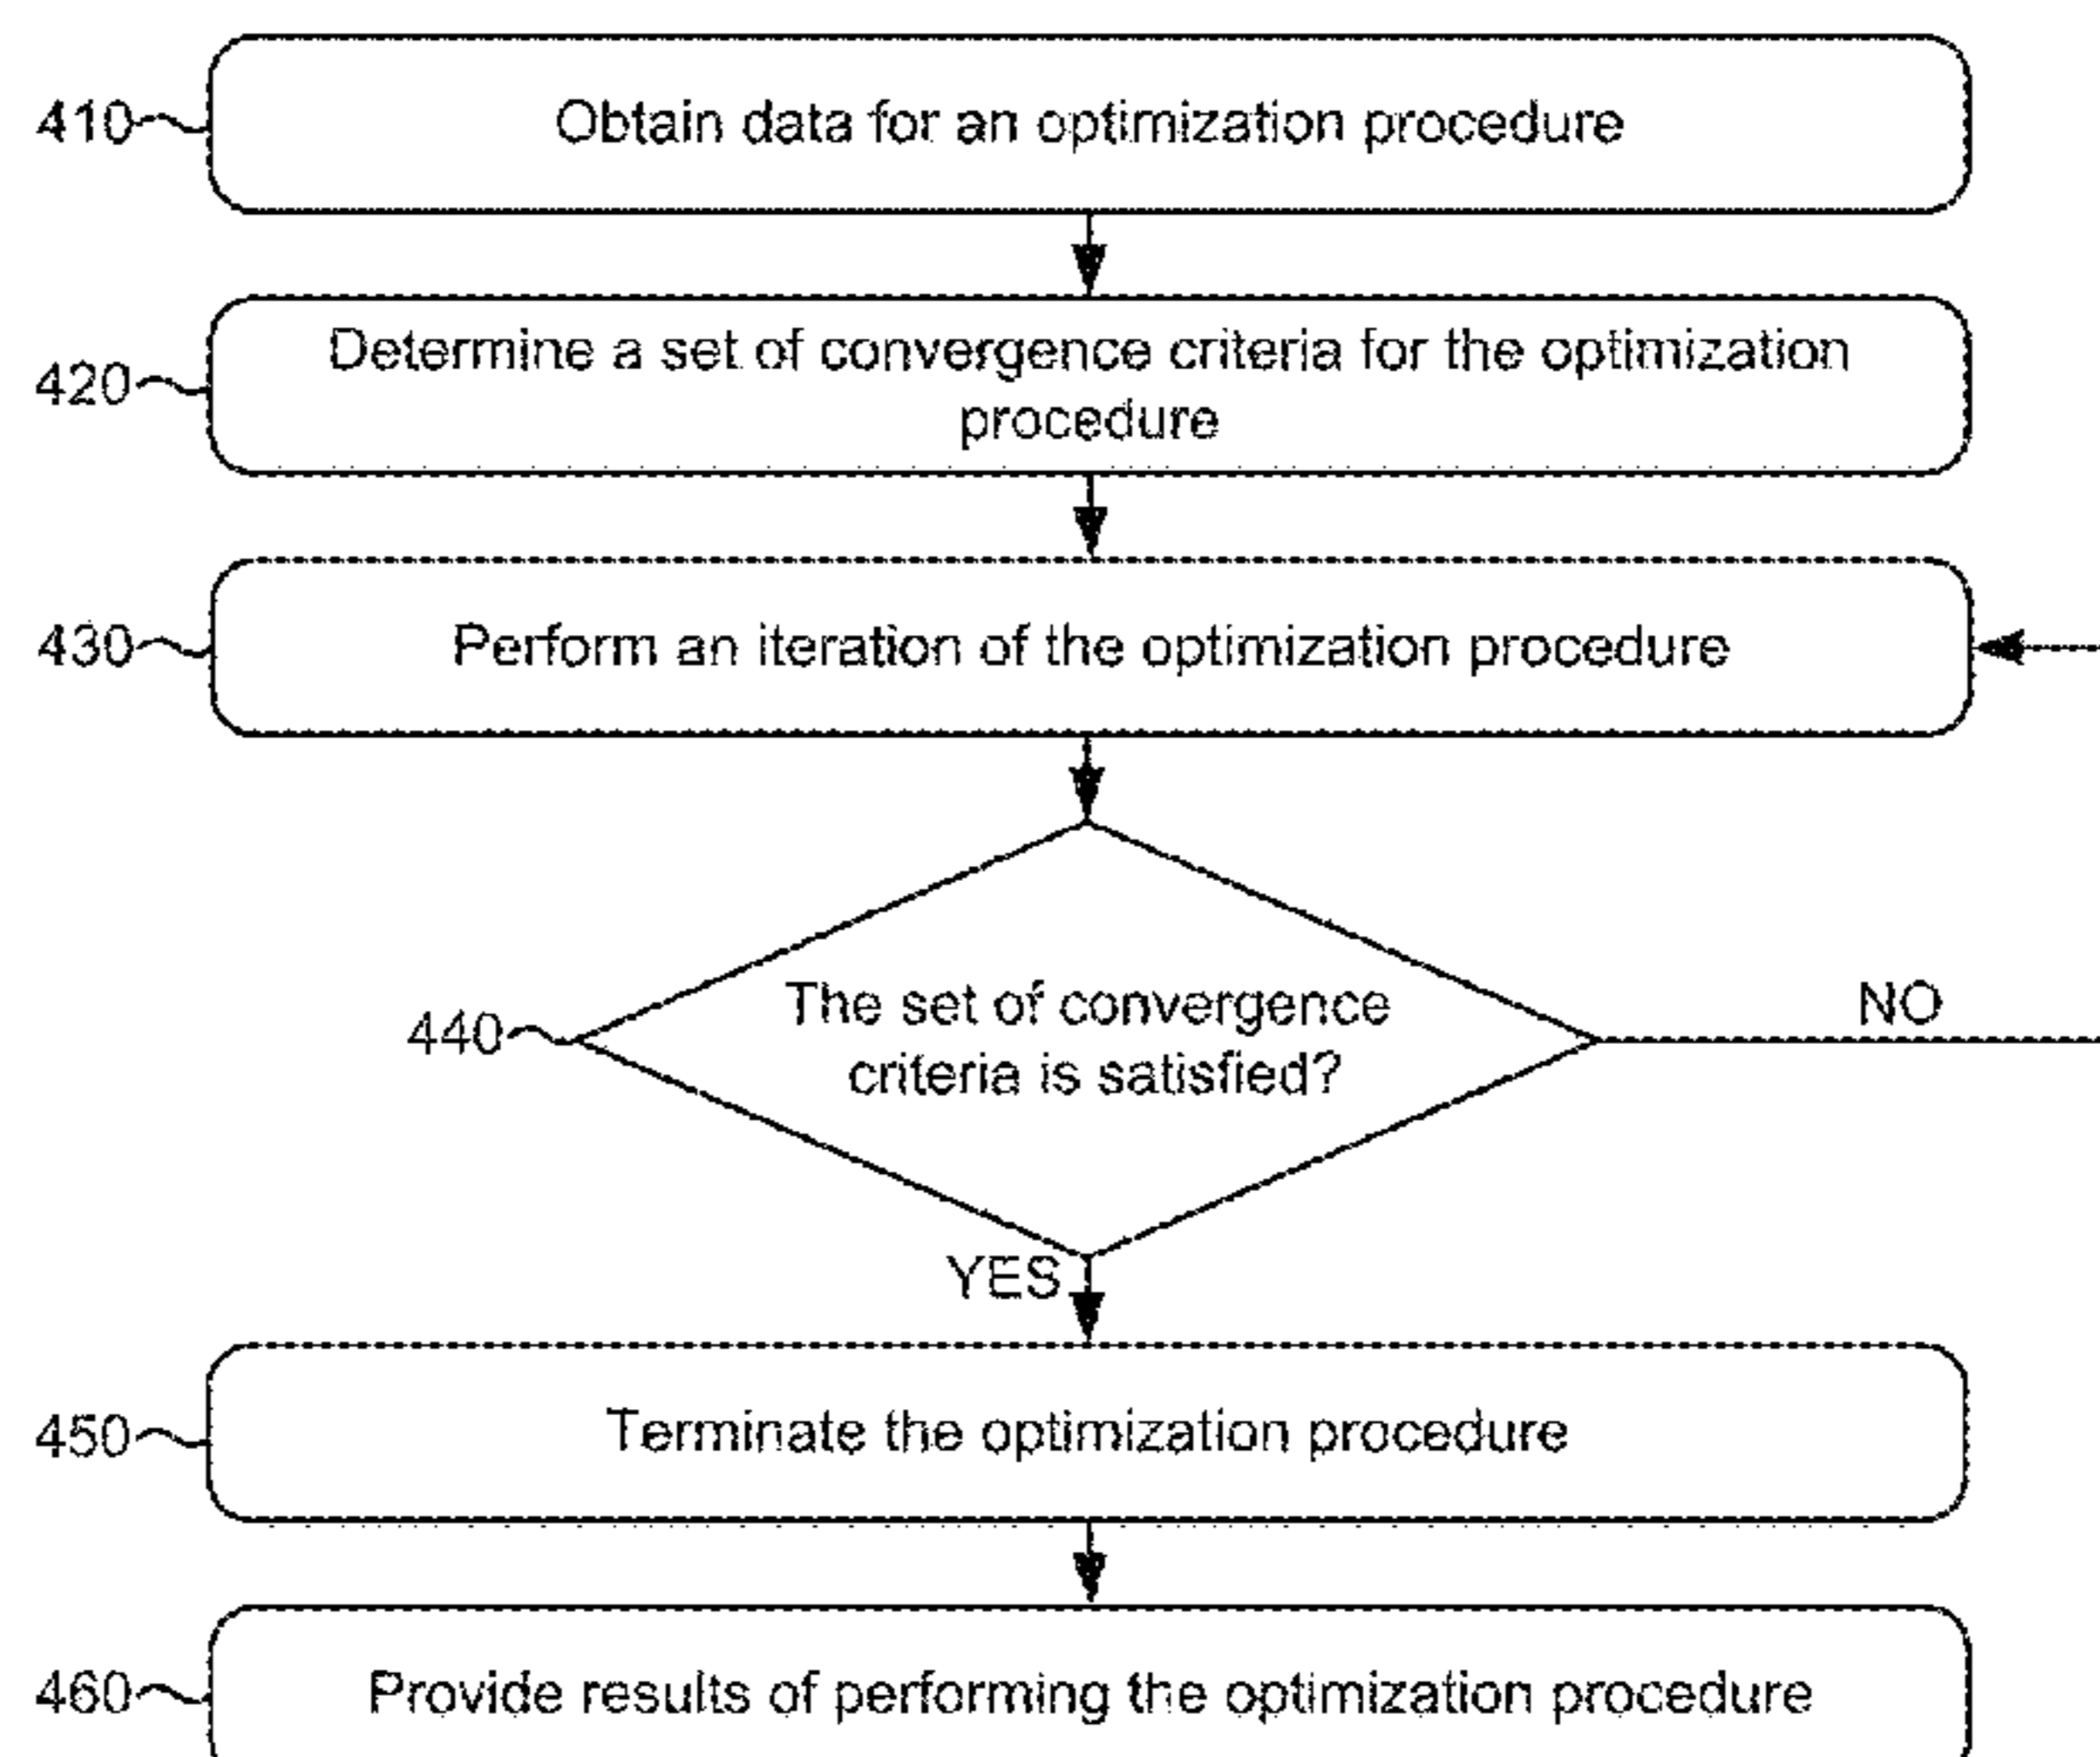 410
Obtain data for an optimization procedure
420
Determine a set of convergence criteria for the optimization
procedure
430
Perform an iteration of the optimization procedure
440
The set of convergence
criteria is satisfied?
NO
YES
450
Terminate the optimization procedure
460
Provide results of performing the optimization procedure